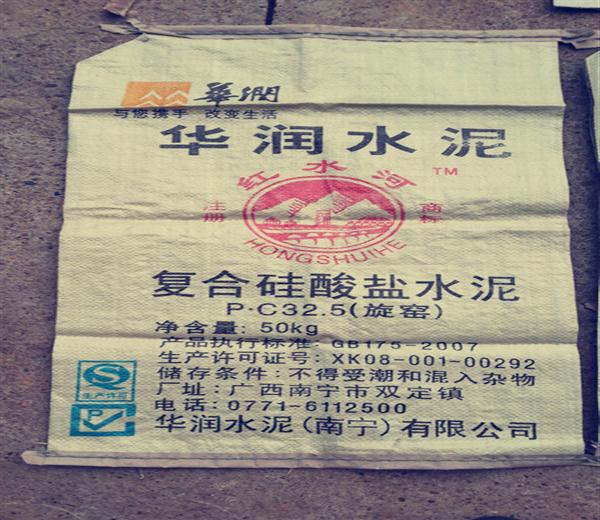 華潤
与您携手 改变生活
华润水泥
红水河 TM
注册 商标
HONGSHUIHE
复合硅酸盐水泥
P·C32.5(旋窑)
净含量: 50kg
产品执行标准: GB175-2007
生产许可证号: XK08-001-00292
储存条件: 不得受潮和混入杂物
厂址: 广西南宁市双定镇
电话: 0771-6112500
华润水泥(南宁)有限公司
生产许可
P